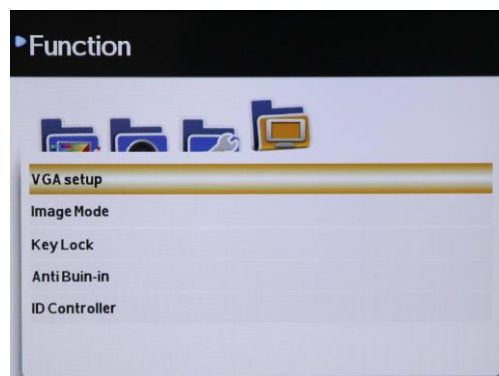 Function
VGA setup
Image Mode
Key Lock
Anti Buin-in
ID Controller